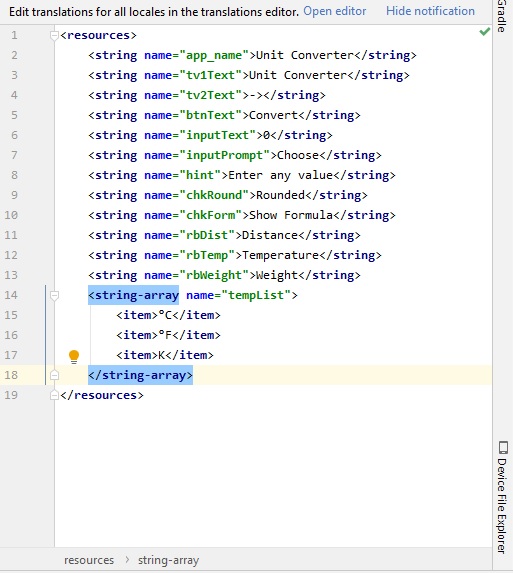 Edit translations for all locales in the translations editor. Open editor Hide notification
1 <resources>
2 <string name="app_name">Unit Converter</string>
3 <string name="tv1Text">Unit Converter</string>
4 <string name="tv2Text">-></string>
5 <string name="btnText">Convert</string>
6 <string name="inputText">0</string>
7 <string name="inputPrompt">Choose</string>
8 <string name="hint">Enter any value</string>
9 <string name="chkRound">Rounded</string>
10 <string name="chkForm">Show Formula</string>
11 <string name="rbDist">Distance</string>
12 <string name="rbTemp">Temperature</string>
13 <string name="rbWeight">Weight</string>
14 <string-array name="tempList">
15 <item>°C</item>
16 <item>°F</item>
17 <item>K</item>
18 </string-array>
19 </resources>
resources › string-array
Gradle
Device File Explorer